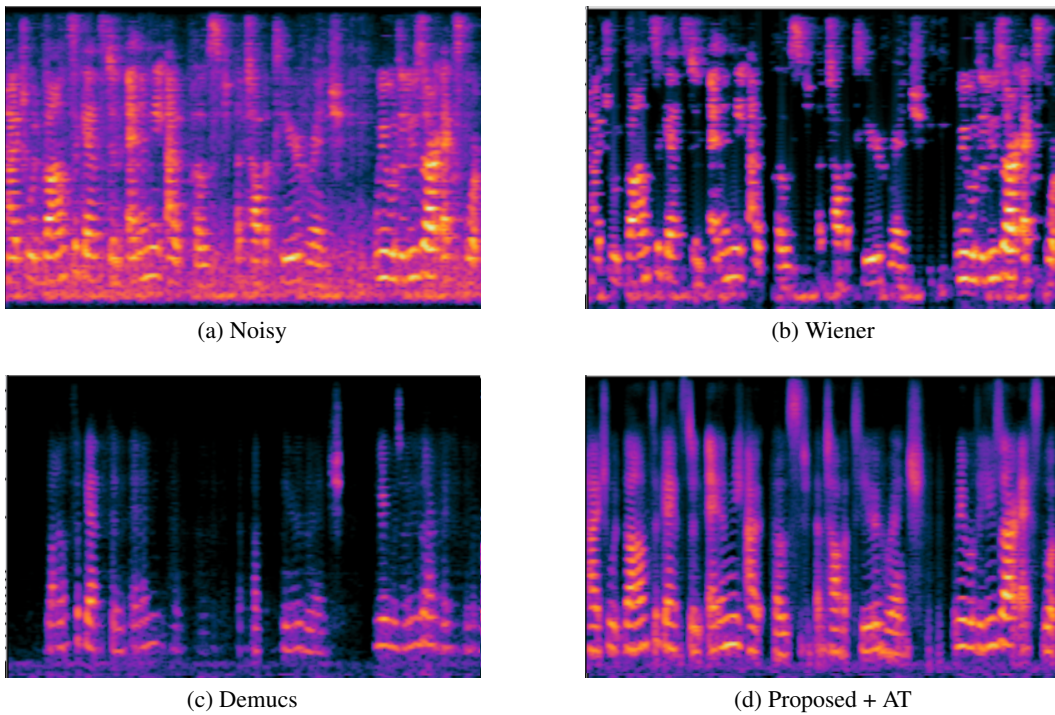 (a) Noisy
(b) Wiener
(c) Demucs
(d) Proposed + AT